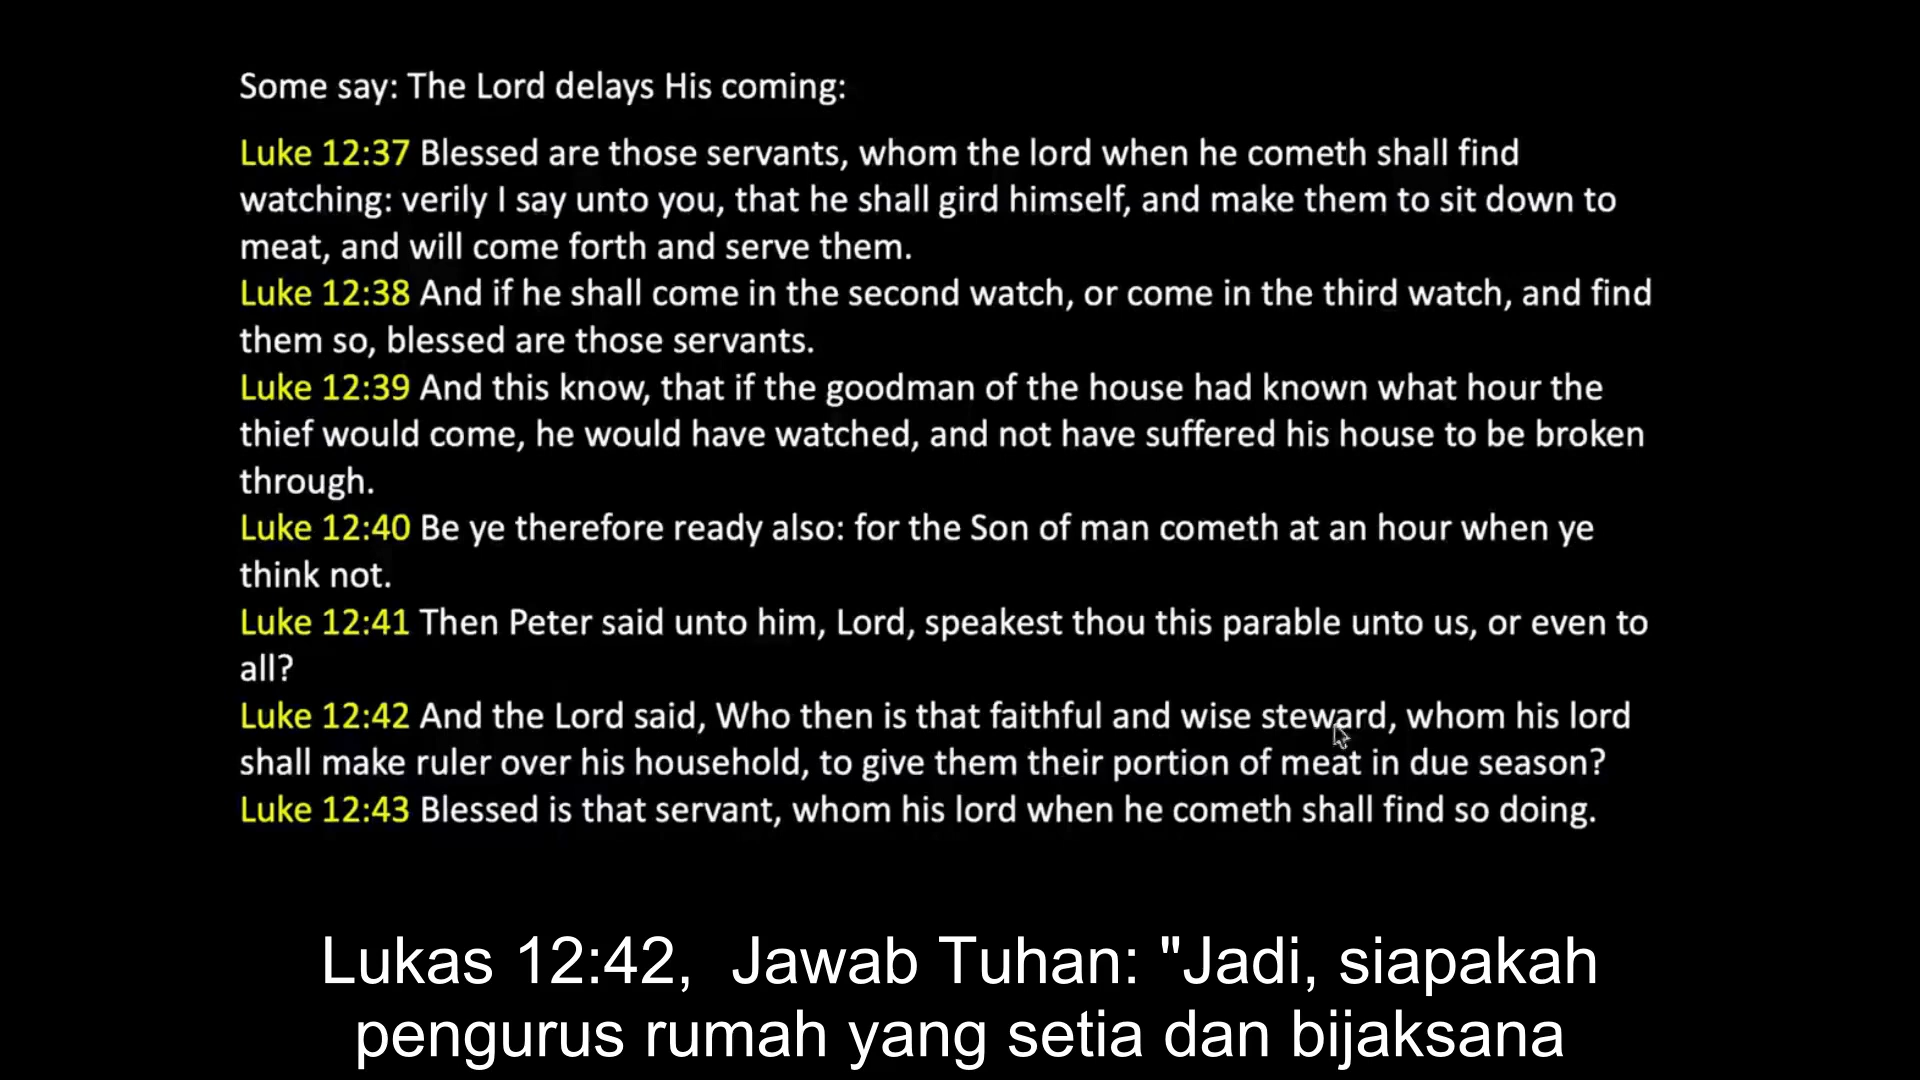 Some say: The Lord delays His coming:
Luke 12:37 Blessed are those servants, whom the lord when he cometh shall find
watching: verily I say unto you, that he shall gird himself, and make them to sit down to
meat, and will come forth and serve them.
Luke 12:38 And if he shall come in the second watch, or come in the third watch, and find
them so, blessed are those servants.
Luke 12:39 And this know, that if the goodman of the house had known what hour the
thief would come, he would have watched, and not have suffered his house to be broken
through.
Luke 12:40 Be ye therefore ready also: for the Son of man cometh at an hour when ye
think not.
Luke 12:41 Then Peter said unto him, Lord, speakest thou this parable unto us, or even to
all?
Luke 12:42 And the Lord said, Who then is that faithful and wise steward, whom his lord
shall make ruler over his household, to give them their portion of meat in due season?
Luke 12:43 Blessed is that servant, whom his lord when he cometh shall find so doing.
Lukas 12:42,  Jawab Tuhan: "Jadi, siapakah
pengurus rumah yang setia dan bijaksana